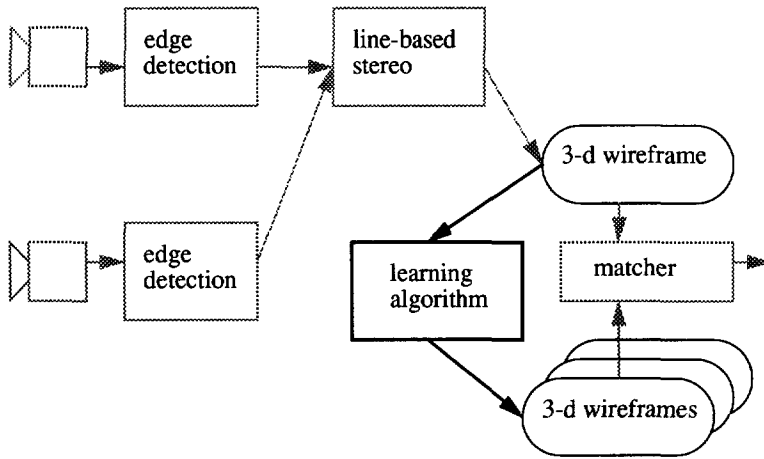 edge
detection
line-based
stereo
3-d wireframe
edge
detection
learning
algorithm
matcher
3-d wireframes